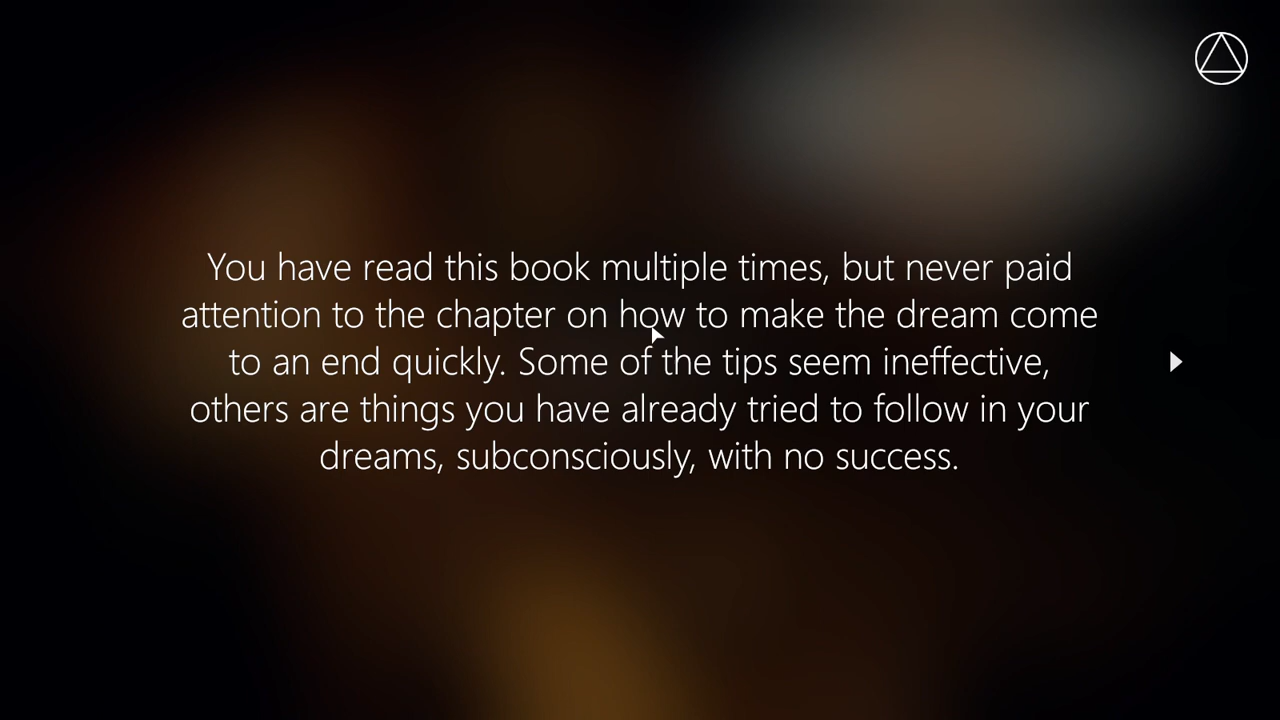 You have read this book multiple times, but never paid
attention to the chapter on how to make the dream come
to an end quickly. Some of the tips seem ineffective,
others are things you have already tried to follow in your
dreams, subconsciously, with no success.